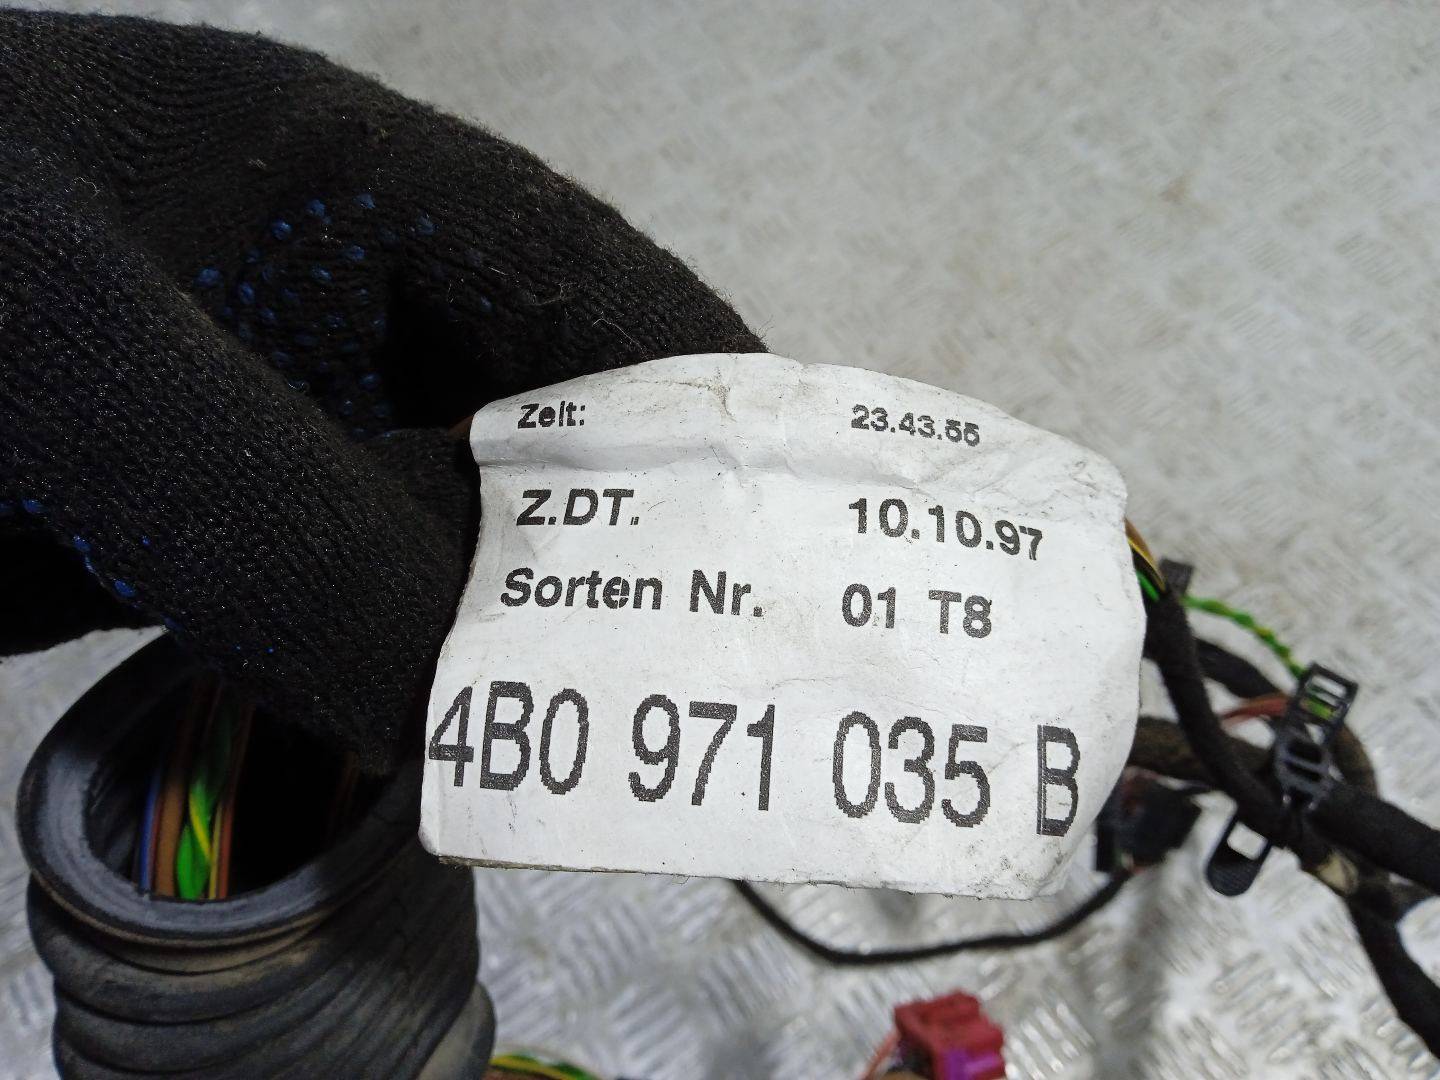 Zeit: 23.43.55
Z.DT. 10.10.97
Sorten Nr. 01 T8
4B0 971 035 B